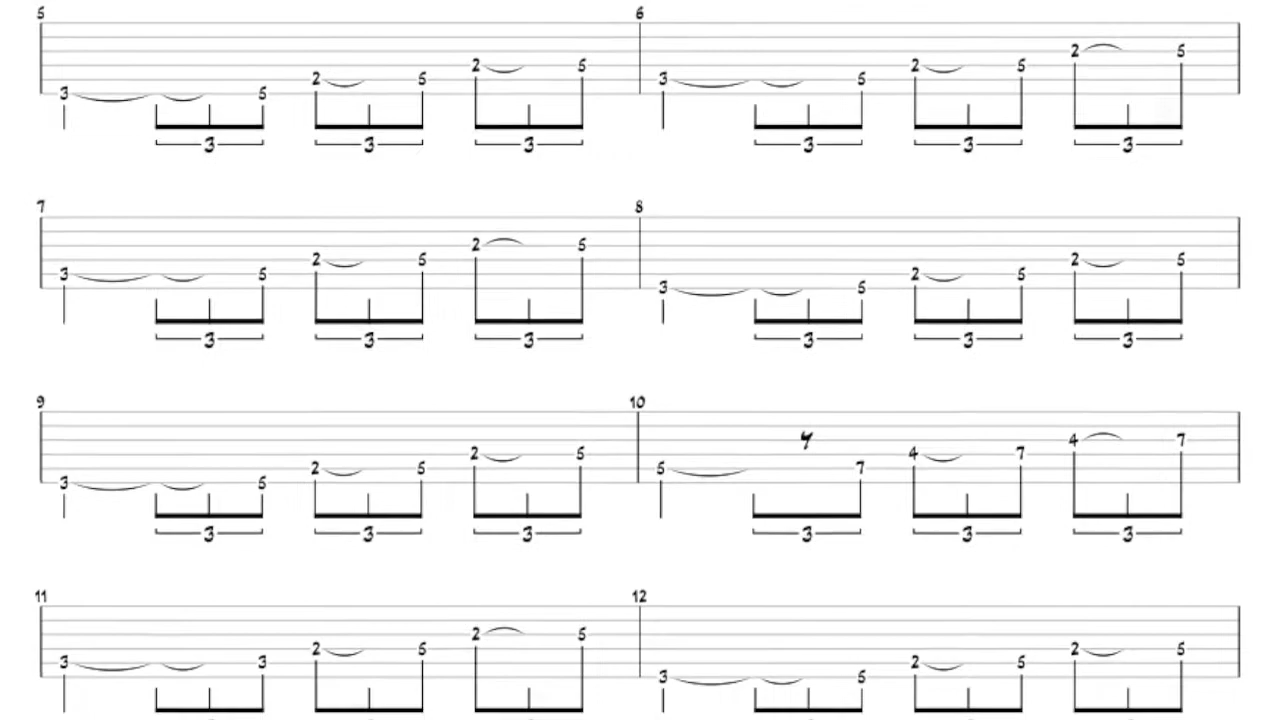 5 6
2 5
2 5 2 5
2 5 3 5
3 5
3 3 3 3 3 3
7 8
2 5
2 5 2 5
3 5 2 5
3 5
3 3 3 3 3 3
9 10
4 7
2 5 4 7
2 5 5 7
3 5
3 3 3 3 3 3
11 12
2 5
2 5 2 5
3 3 2 5
3 5